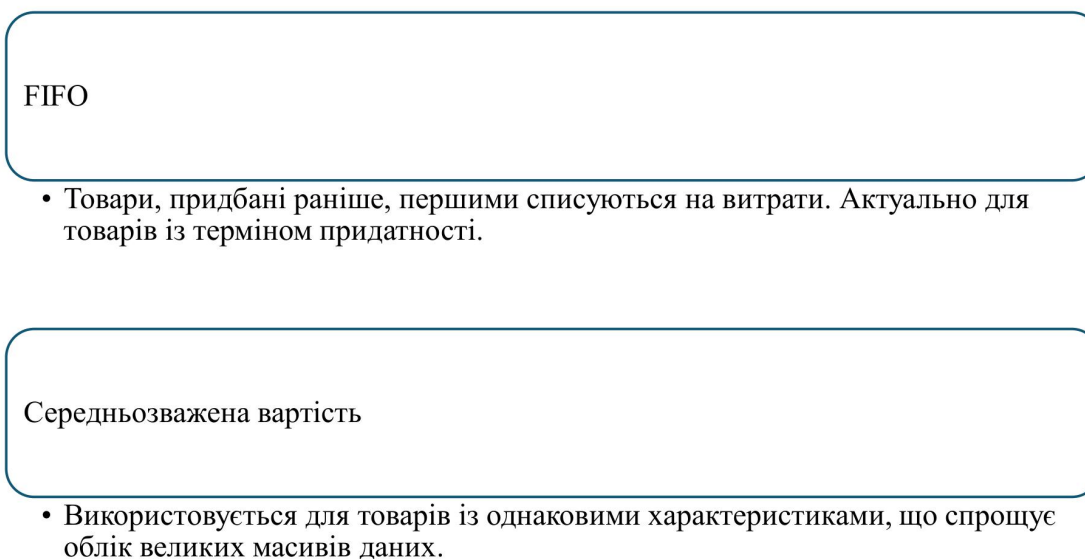 FIFO
• Товари, придбані раніше, першими списуються на витрати. Актуально для
товарів із терміном придатності.
Середньозважена вартість
• Використовується для товарів із однаковими характеристиками, що спрощує
облік великих масивів даних.